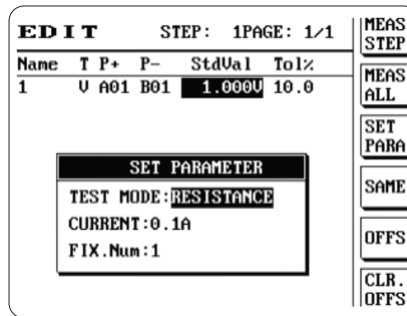 EDIT STEP: 1PAGE: 1/1
Name T P+ P- StdVal Tol%
1 V A01 B01 1.000V 10.0
SET PARAMETER
TEST MODE:RESISTANCE
CURRENT:0.1A
FIX.Num:1
MEAS STEP
MEAS ALL
SET PARA
SAME
OFFS
CLR. OFFS